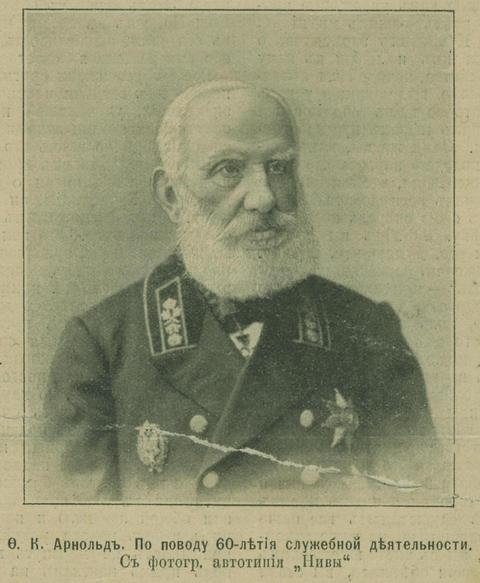 Ѳ. К. Арнольдъ. По поводу 60-лѣтія служебной дѣятельности.
Съ фотогр. автотипія „Нивы“